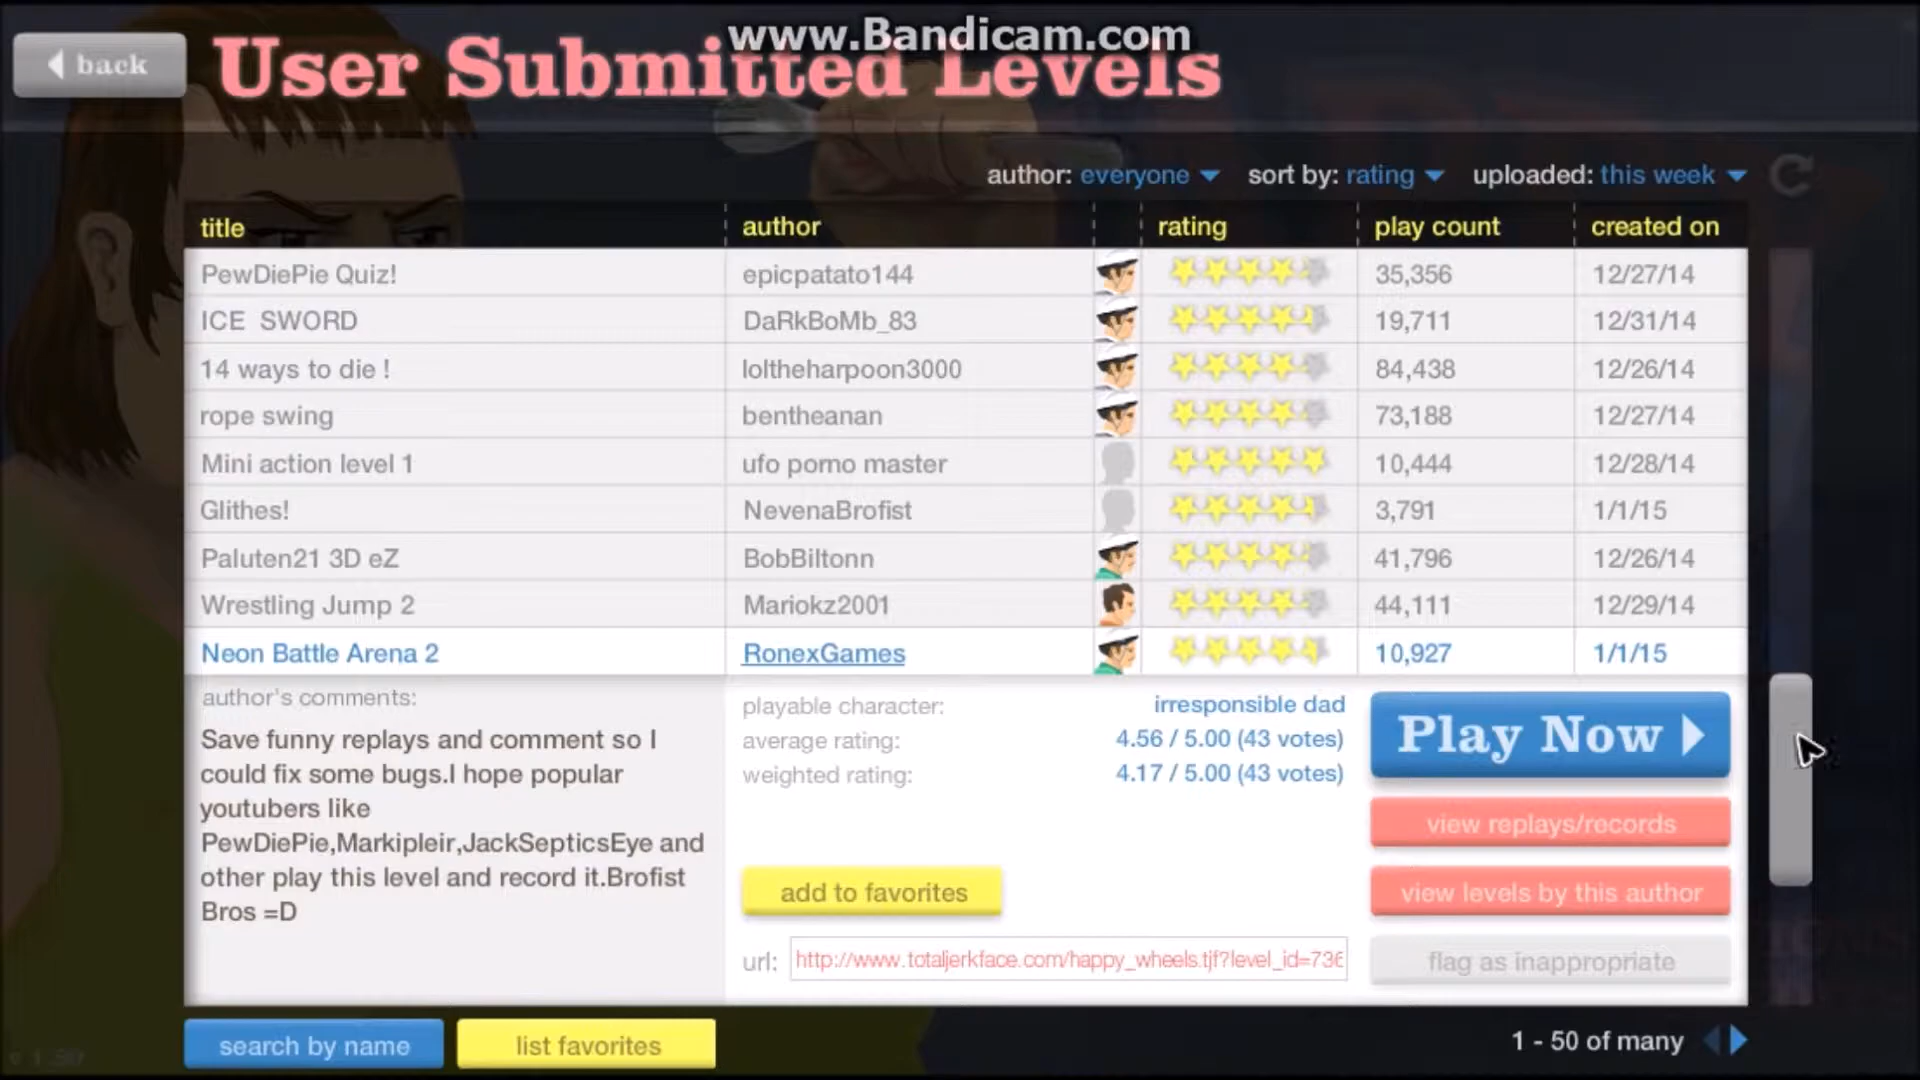 www.Bandicam.com
back
User Submitted Levels
author: everyone sort by: rating uploaded: this week
title author rating play count created on
PewDiePie Quiz! epicpatato144 35,356 12/27/14
ICE SWORD DaRkBoMb_83 19,711 12/31/14
14 ways to die ! loltheharpoon3000 84,438 12/26/14
rope swing bentheanan 73,188 12/27/14
Mini action level 1 ufo porno master 10,444 12/28/14
Glithes! NevenaBrofist 3,791 1/1/15
Paluten21 3D eZ BobBiltonn 41,796 12/26/14
Wrestling Jump 2 Mariokz2001 44,111 12/29/14
Neon Battle Arena 2 RonexGames 10,927 1/1/15
author's comments:
Save funny replays and comment so I
could fix some bugs.I hope popular
youtubers like
PewDiePie,Markipleir,JackSepticsEye and
other play this level and record it.Brofist
Bros =D
playable character: irresponsible dad
average rating: 4.56 / 5.00 (43 votes)
weighted rating: 4.17 / 5.00 (43 votes)
add to favorites
url: http://www.totaljerkface.com/happy_wheels.tjf?level_id=736
Play Now
view replays/records
view levels by this author
flag as inappropriate
search by name
list favorites
1 - 50 of many